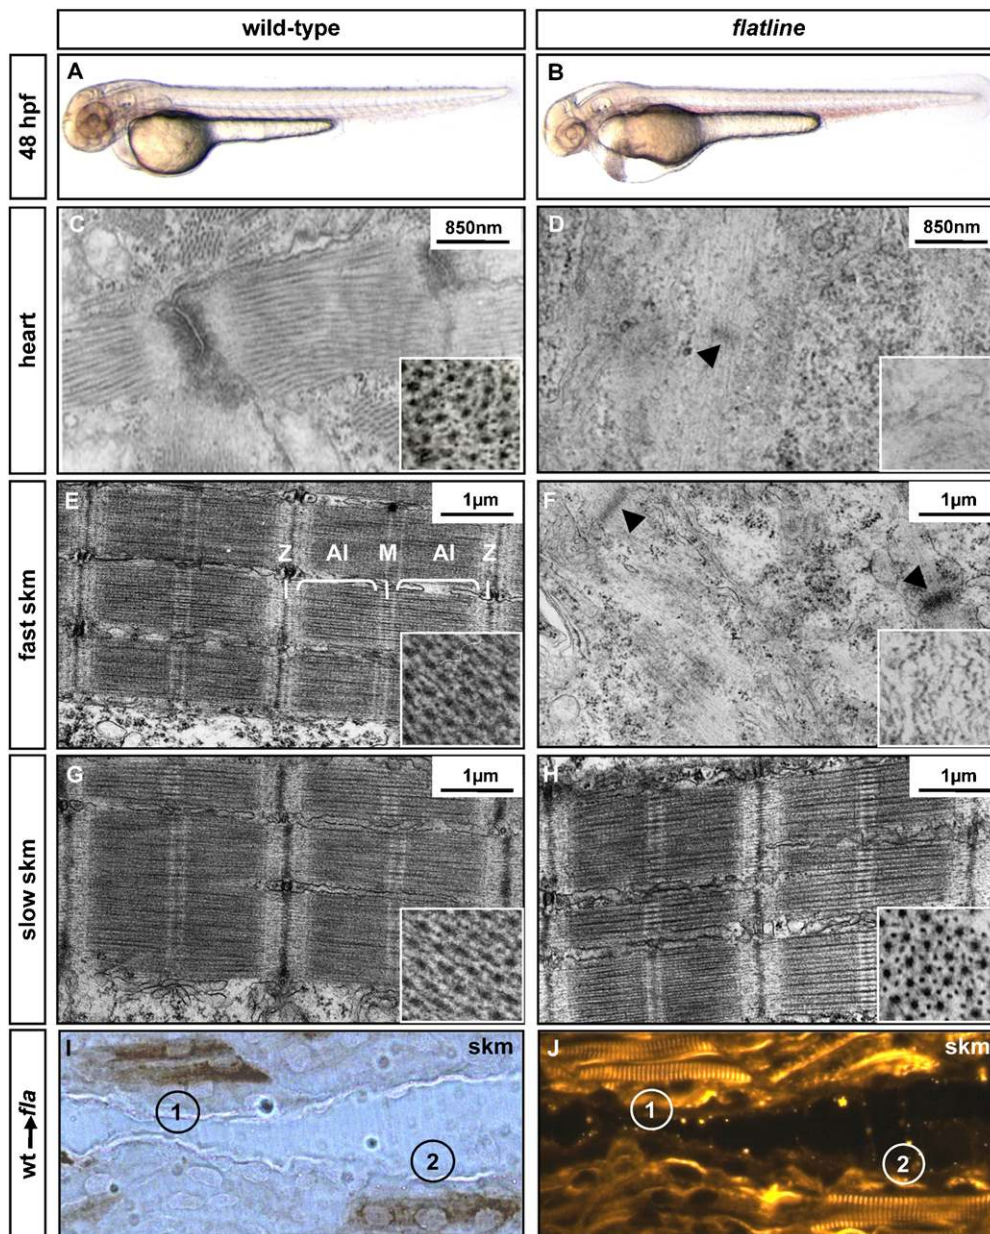 wild-type
flatline
48 hpf
A
B
heart
C
850nm
D
850nm
fast skm
E
1µm
Z
AI
M
AI
Z
F
1µm
slow skm
G
1µm
H
1µm
wt→fla
I
skm
1
2
J
skm
1
2